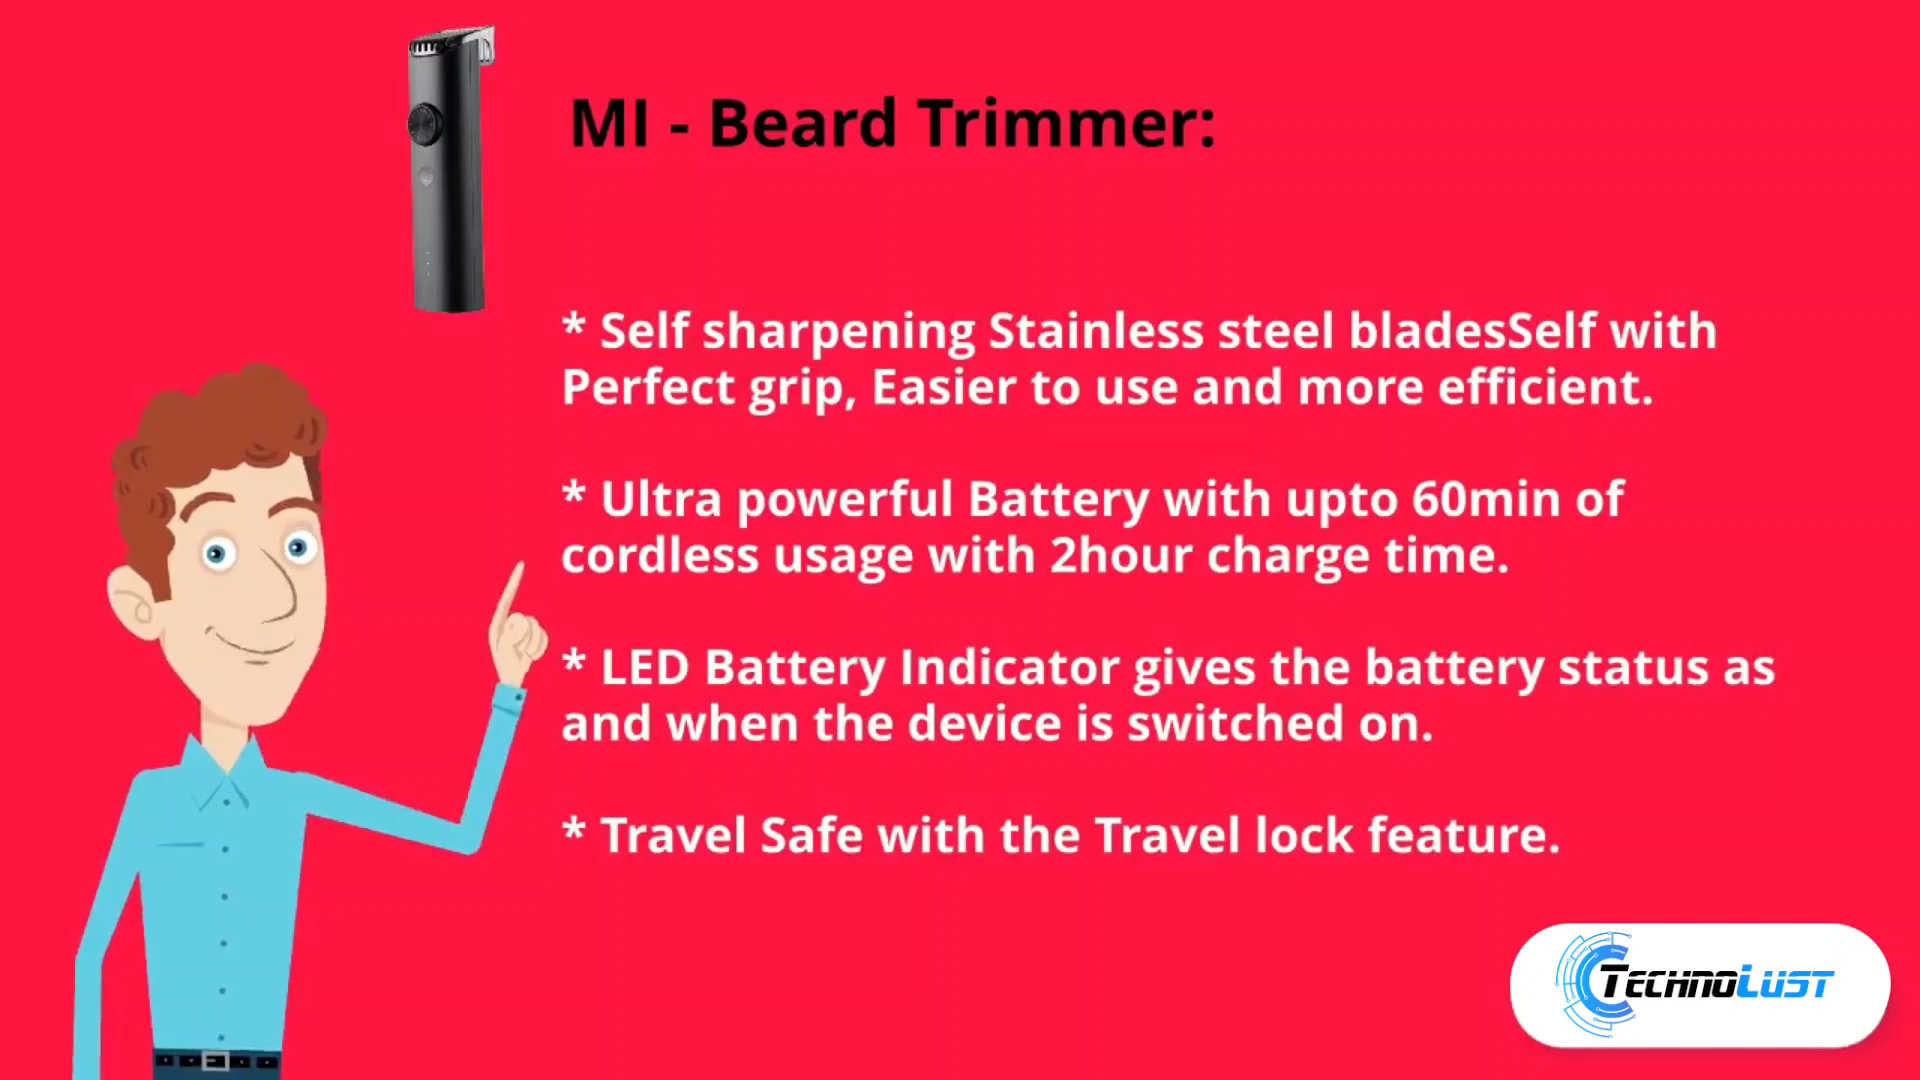 MI - Beard Trimmer:
* Self sharpening Stainless steel bladesSelf with
Perfect grip, Easier to use and more efficient.
* Ultra powerful Battery with upto 60min of
cordless usage with 2hour charge time.
* LED Battery Indicator gives the battery status as
and when the device is switched on.
* Travel Safe with the Travel lock feature.
TECHNOLUST